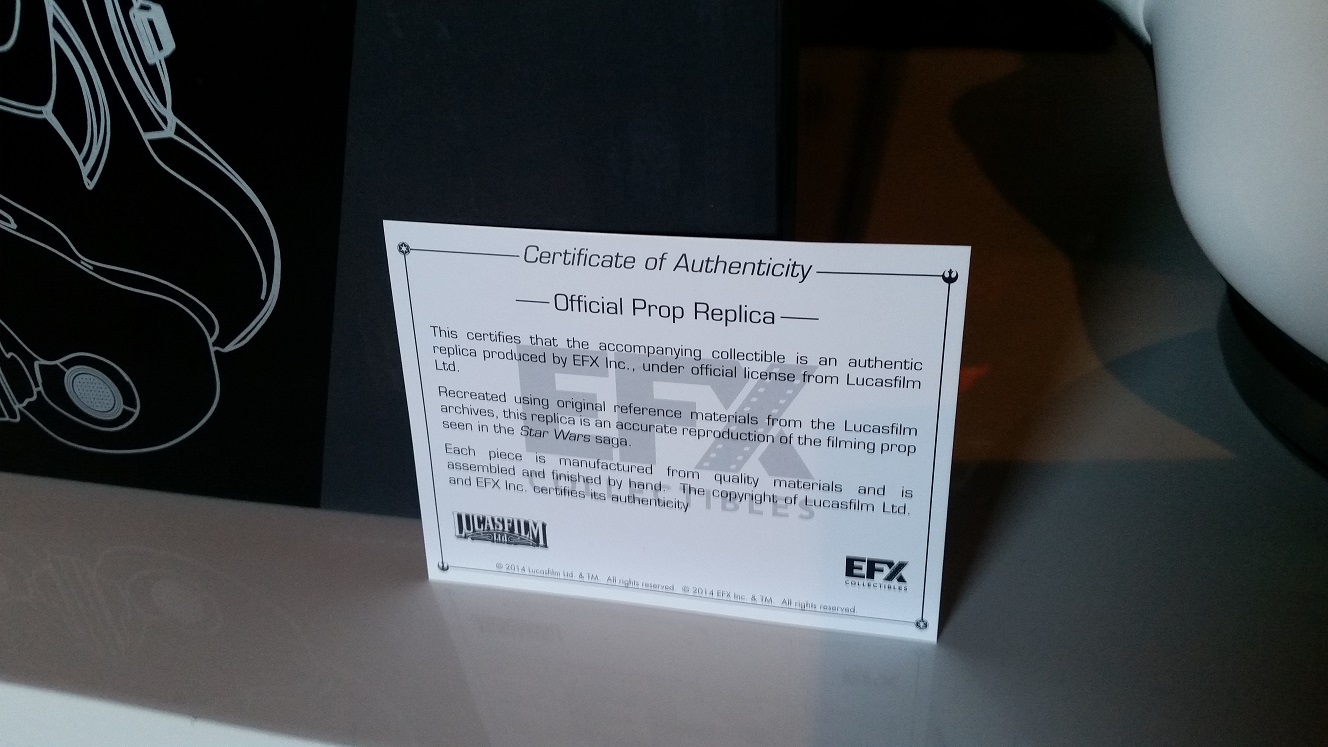 Certificate of Authenticity
Official Prop Replica
This certifies that the accompanying collectible is an authentic
replica produced by EFX Inc., under official license from Lucasfilm
Ltd.
Recreated using original reference materials from the Lucasfilm
archives, this replica is an accurate reproduction of the filming prop
seen in the Star Wars saga.
Each piece is manufactured from quality materials and is
assembled and finished by hand. The copyright of Lucasfilm Ltd.
and EFX Inc. certifies its authenticity
EFX
COLLECTIBLES
LUCASFILM
Ltd.
EFX
COLLECTIBLES
© 2014 Lucasfilm Ltd. & TM. All rights reserved. © 2014 EFX Inc. & TM. All rights reserved.